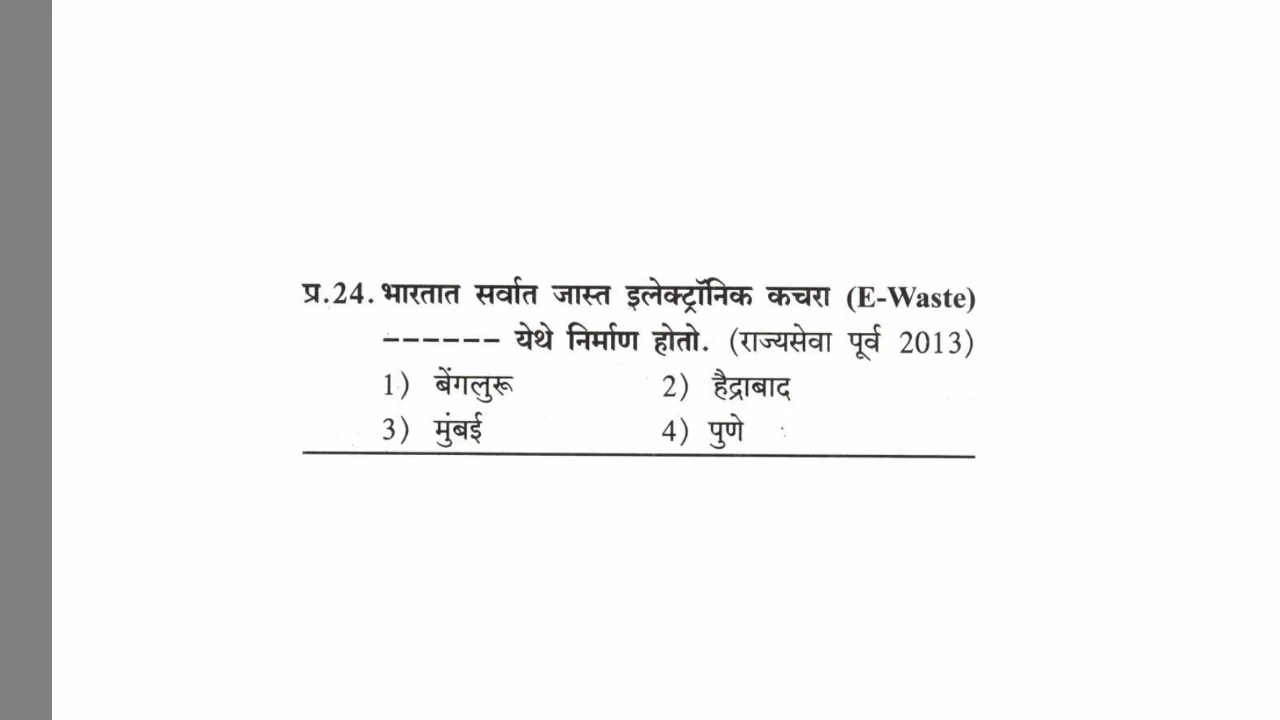 प्र.24. भारतात सर्वात जास्त इलेक्ट्रॉनिक कचरा (E-Waste)
------ येथे निर्माण होतो. (राज्यसेवा पूर्व 2013)
1) बेंगलुरू 2) हैद्राबाद
3) मुंबई 4) पुणे